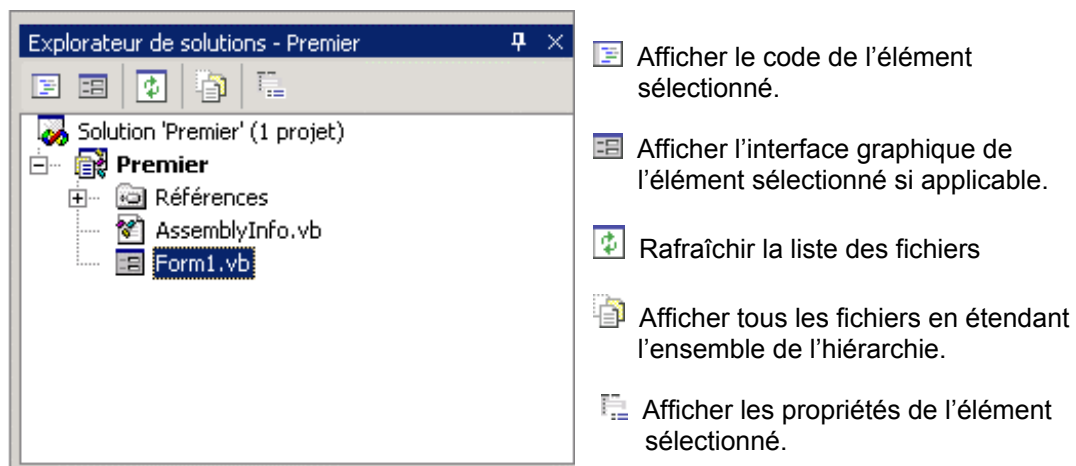 Explorateur de solutions - Premier
Solution 'Premier' (1 projet)
Premier
Références
AssemblyInfo.vb
Form1.vb
Afficher le code de l'élément
sélectionné.
Afficher l'interface graphique de
l'élément sélectionné si applicable.
Rafraîchir la liste des fichiers
Afficher tous les fichiers en étendant
l'ensemble de l'hiérarchie.
Afficher les propriétés de l'élément
sélectionné.